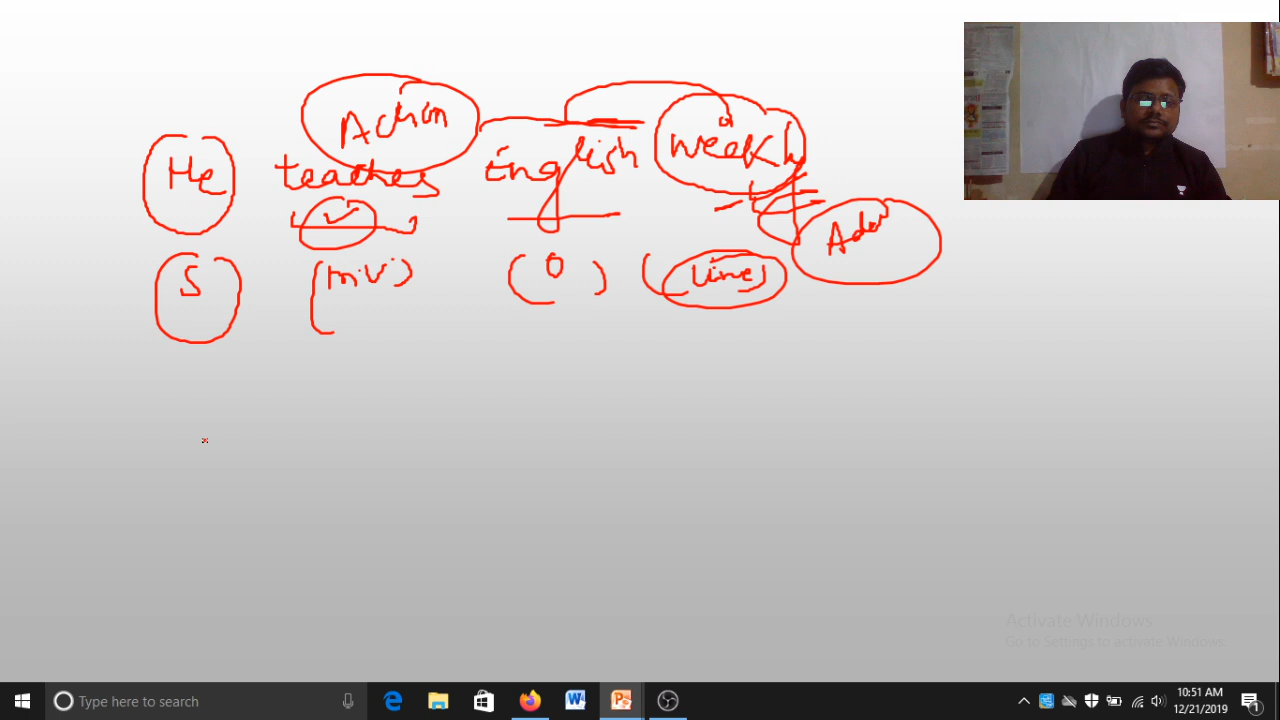 Action
He teaches English weakly
V
Adv
S (m.V) (O) (time)
Activate Windows
Go to Settings to activate Windows.
Type here to search
10:51 AM
12/21/2019